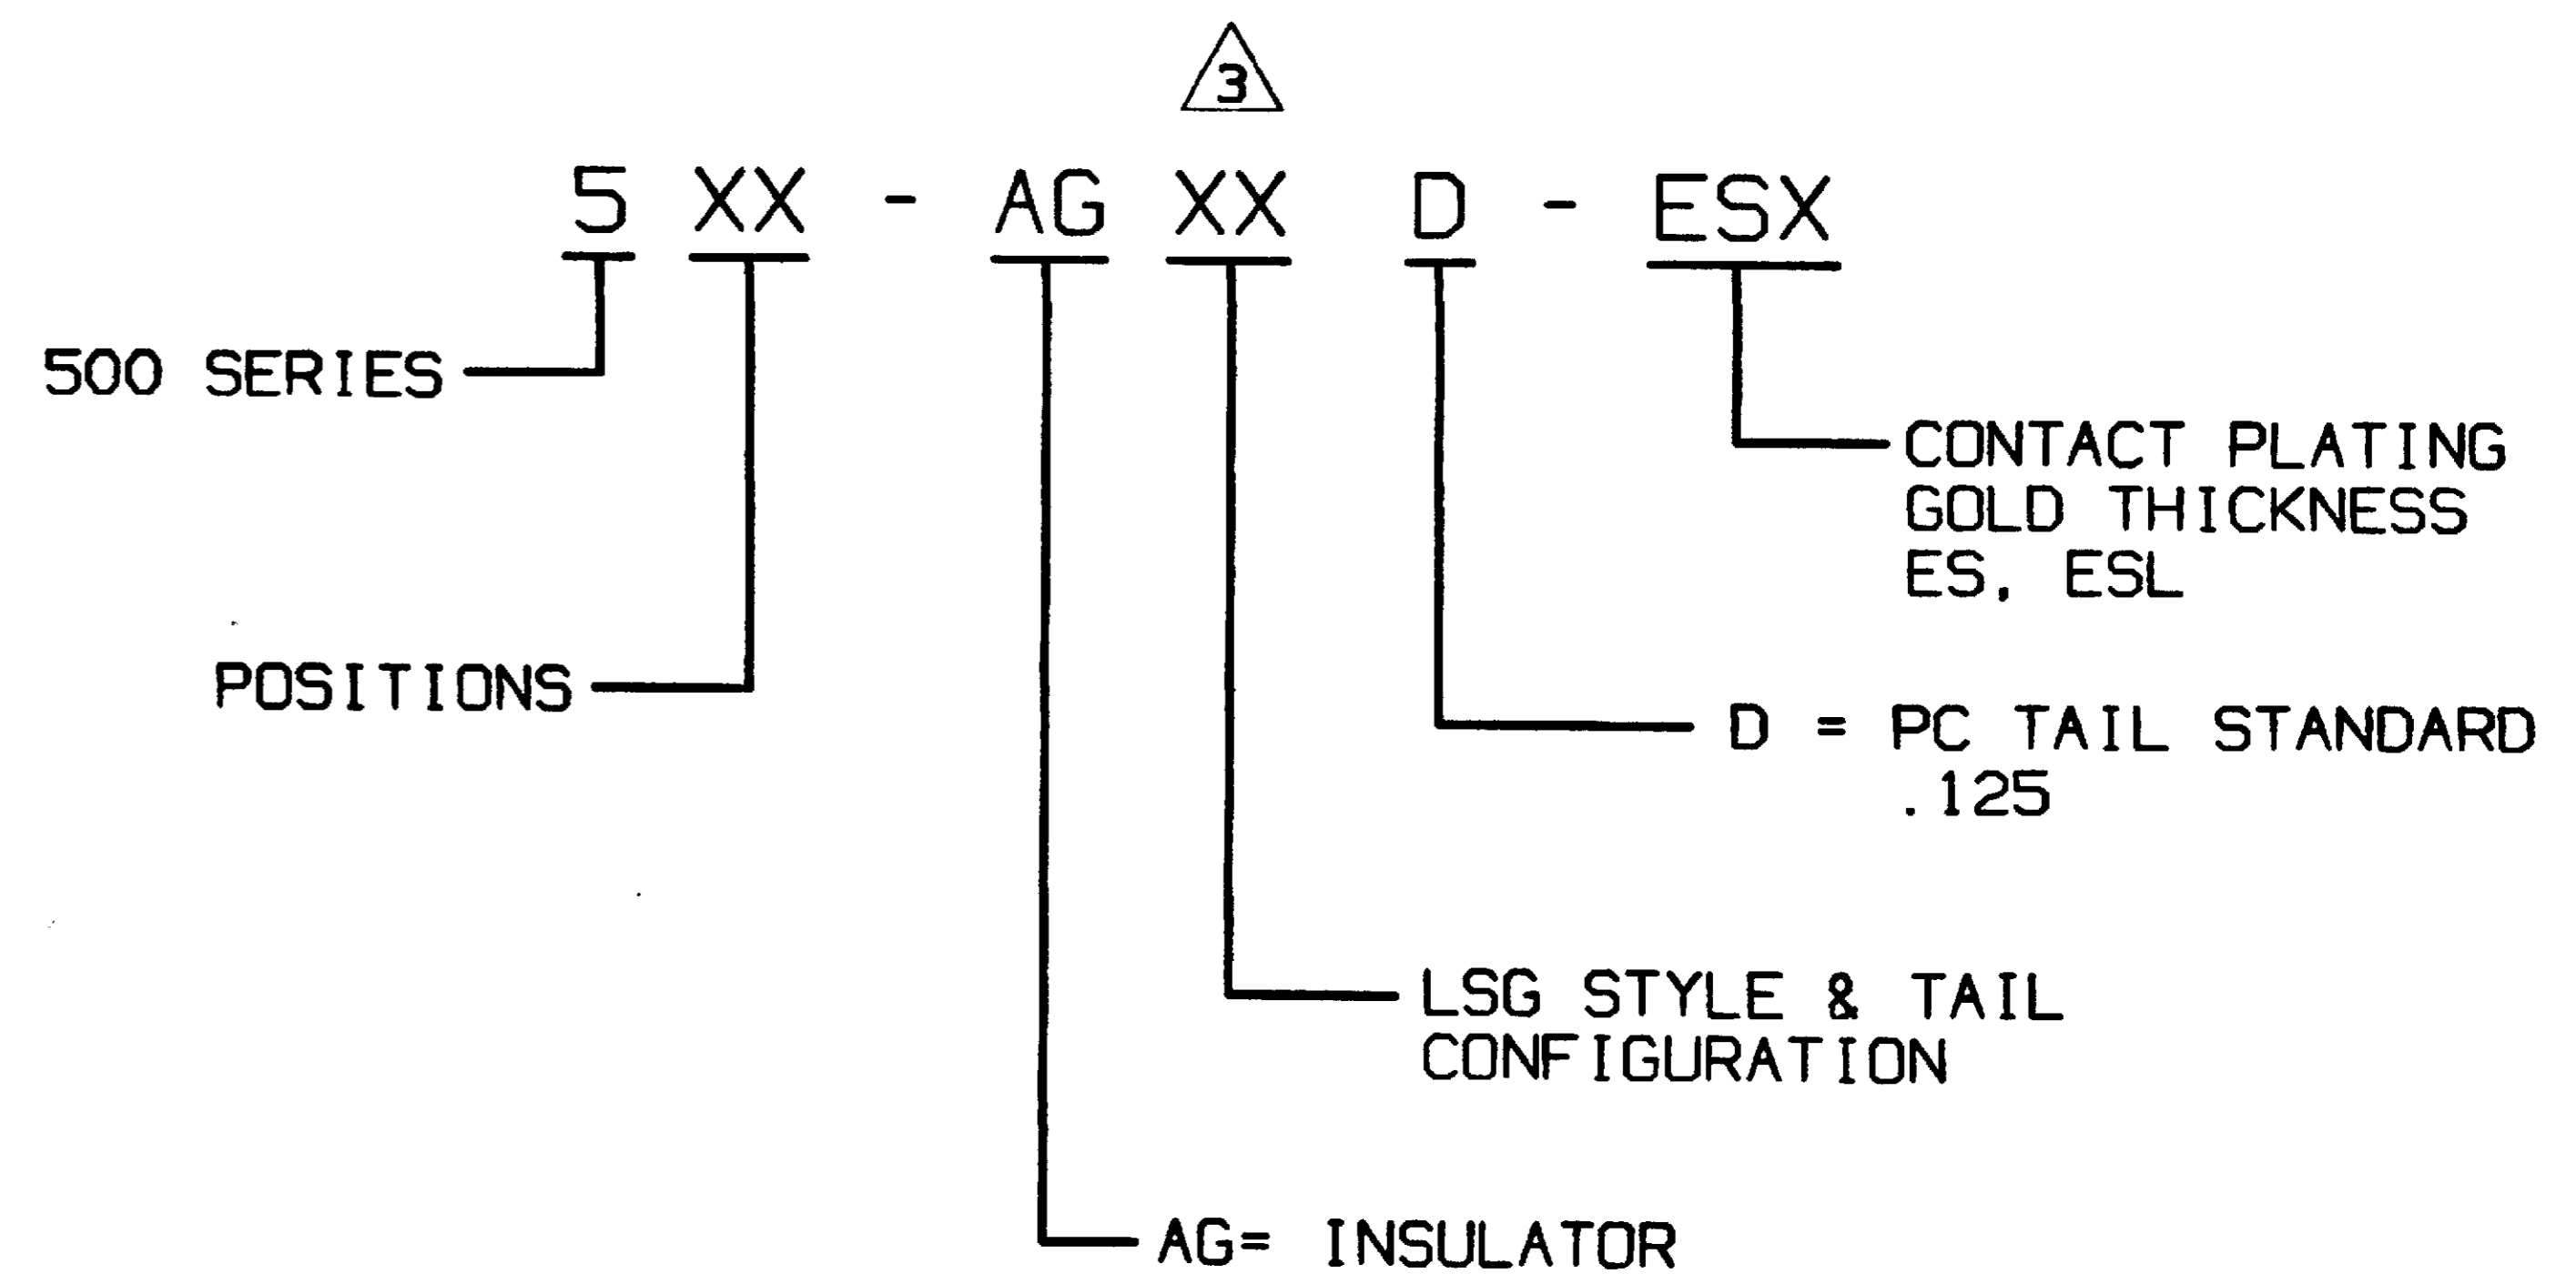 3
5 XX - AG XX D - ESX
500 SERIES
CONTACT PLATING
GOLD THICKNESS
ES, ESL
POSITIONS
D = PC TAIL STANDARD
.125
LSG STYLE & TAIL
CONFIGURATION
AG= INSULATOR